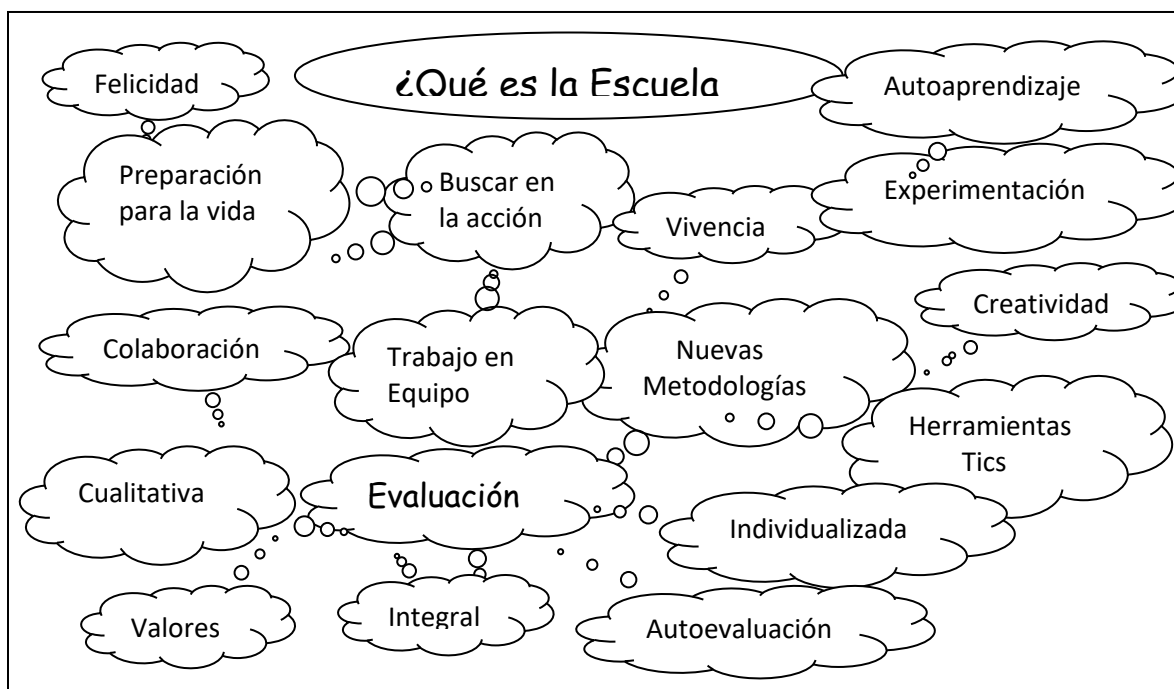 Felicidad
¿Qué es la Escuela
Autoaprendizaje
Preparación
para la vida
Buscar en
la acción
Vivencia
Experimentación
Creatividad
Colaboración
Trabajo en
Equipo
Nuevas
Metodologías
Herramientas
Tics
Cualitativa
Evaluación
Individualizada
Valores
Integral
Autoevaluación